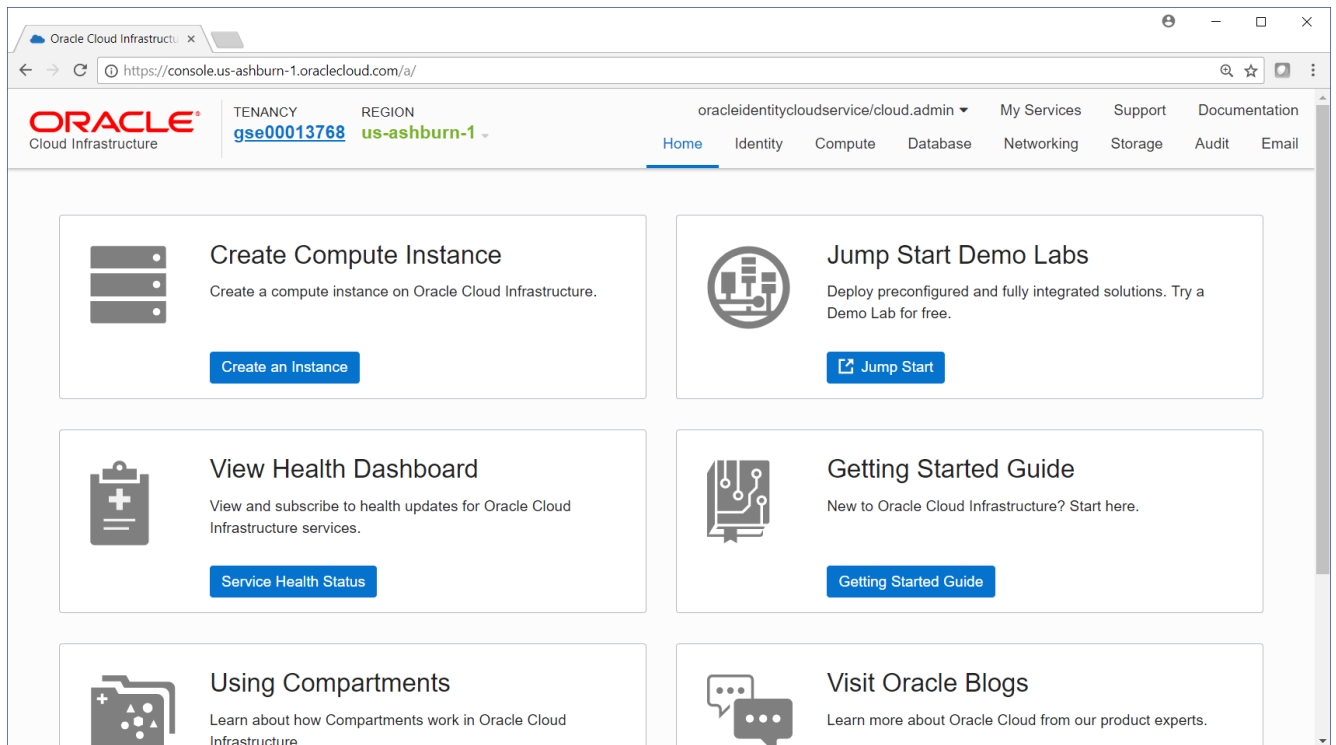 Oracle Cloud Infrastructu
https://console.us-ashburn-1.oraclecloud.com/a/
ORACLE
Cloud Infrastructure
TENANCY
gse00013768
REGION
us-ashburn-1
oracleidentitycloudservice/cloud.admin My Services Support Documentation
Home Identity Compute Database Networking Storage Audit Email
Create Compute Instance
Create a compute instance on Oracle Cloud Infrastructure.
Create an Instance
Jump Start Demo Labs
Deploy preconfigured and fully integrated solutions. Try a
Demo Lab for free.
Jump Start
View Health Dashboard
View and subscribe to health updates for Oracle Cloud
Infrastructure services.
Service Health Status
Getting Started Guide
New to Oracle Cloud Infrastructure? Start here.
Getting Started Guide
Using Compartments
Learn about how Compartments work in Oracle Cloud
Infrastructure
Visit Oracle Blogs
Learn more about Oracle Cloud from our product experts.